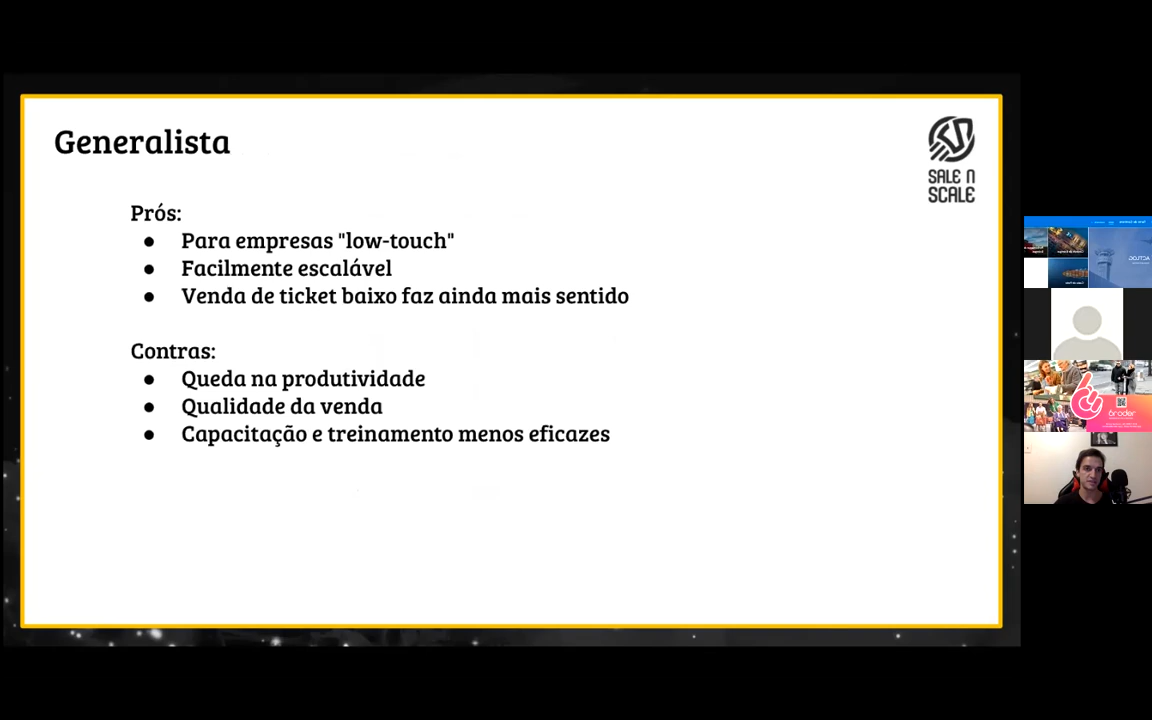 Generalista
SALE N
SCALE
Prós:
● Para empresas "low-touch"
● Facilmente escalável
● Venda de ticket baixo faz ainda mais sentido
Contras:
● Queda na produtividade
● Qualidade da venda
● Capacitação e treinamento menos eficazes
broder